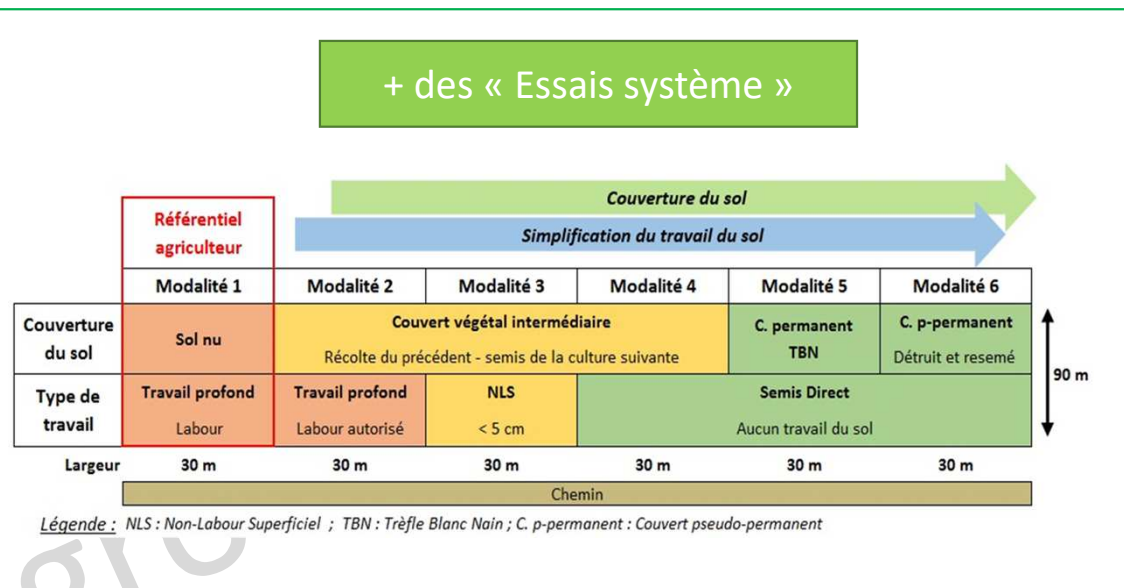 + des « Essais système »
Couverture du sol
Simplification du travail du sol
Référentiel
agriculteur
Modalité 1 Modalité 2 Modalité 3 Modalité 4 Modalité 5 Modalité 6
Couverture
du sol
Sol nu
Couvert végétal intermédiaire
Récolte du précédent - semis de la culture suivante
C. permanent
TBN
C. p-permanent
Détruit et resemé
90 m
Type de
travail
Travail profond
Labour
Travail profond
Labour autorisé
NLS
< 5 cm
Semis Direct
Aucun travail du sol
Largeur 30 m 30 m 30 m 30 m 30 m 30 m
Chemin
Légende : NLS : Non-Labour Superficiel ; TBN : Trèfle Blanc Nain ; C. p-permanent : Couvert pseudo-permanent